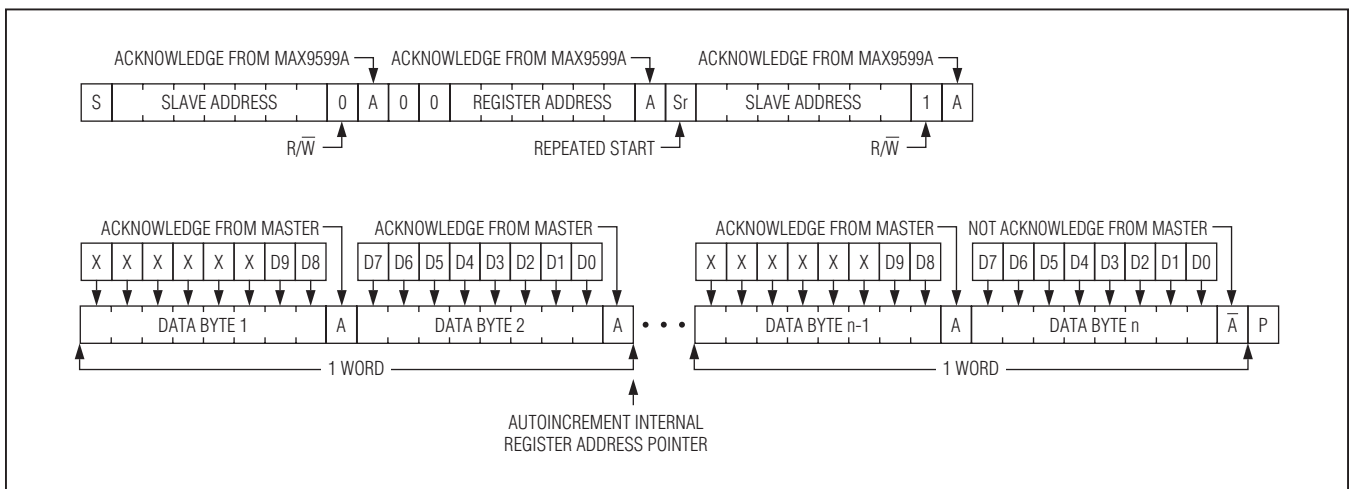 ACKNOWLEDGE FROM MAX9599A ACKNOWLEDGE FROM MAX9599A ACKNOWLEDGE FROM MAX9599A
S SLAVE ADDRESS 0 A 0 0 REGISTER ADDRESS A Sr SLAVE ADDRESS 1 A
R/W̅ REPEATED START R/W̅
ACKNOWLEDGE FROM MASTER ACKNOWLEDGE FROM MASTER ACKNOWLEDGE FROM MASTER NOT ACKNOWLEDGE FROM MASTER
X X X X X X D9 D8 D7 D6 D5 D4 D3 D2 D1 D0 X X X X X X D9 D8 D7 D6 D5 D4 D3 D2 D1 D0
DATA BYTE 1 A DATA BYTE 2 A • • • DATA BYTE n-1 A DATA BYTE n A̅ P
1 WORD 1 WORD
AUTOINCREMENT INTERNAL
REGISTER ADDRESS POINTER